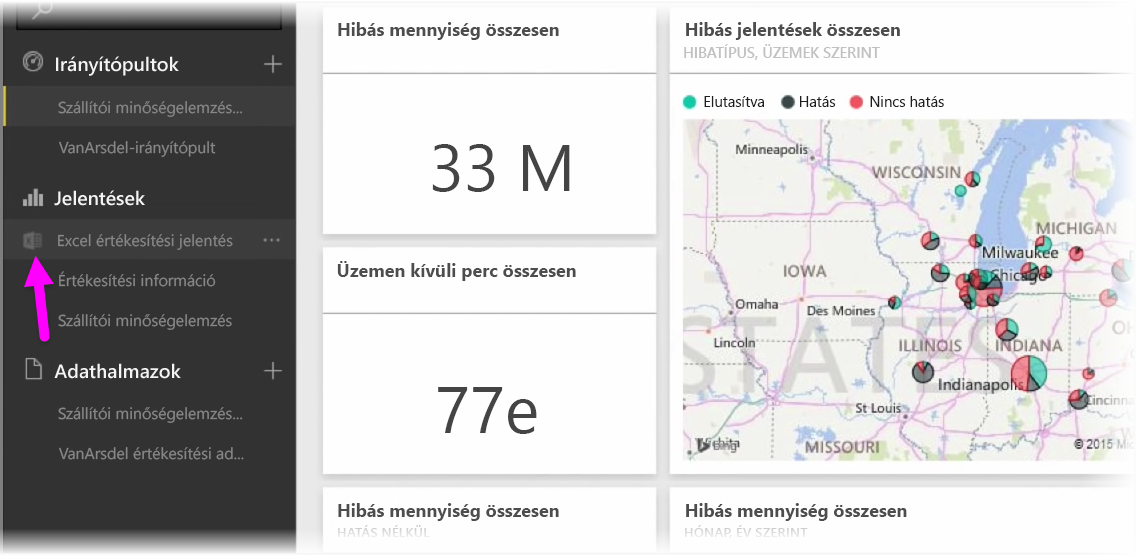 Irányítópultok
Szállítói minőségelemzés...
VanArsdel-irányítópult
Jelentések
Excel értékesítési jelentés
Értékesítési információ
Szállítói minőségelemzés
Adathalmazok
Szállítói minőségelemzés...
VanArsdel értékesítési ad...
Hibás mennyiség összesen
33 M
Üzemen kívüli perc összesen
77e
Hibás mennyiség összesen
HATÁS NÉLKÜL
Hibás jelentések összesen
HIBATÍPUS, ÜZEMEK SZERINT
Elutasítva Hatás Nincs hatás
Minneapolis
WISCONSIN
MICHIGAN
Milwaukee
IOWA
Chicago
Omaha
Des Moines
STATES
Lincoln
ILLINOIS
INDIANA
Indianapolis
Cincinna
St Louis
MISSOURI
Bing
© 2015 Mic
Hibás mennyiség összesen
HÓNAP, ÉV SZERINT